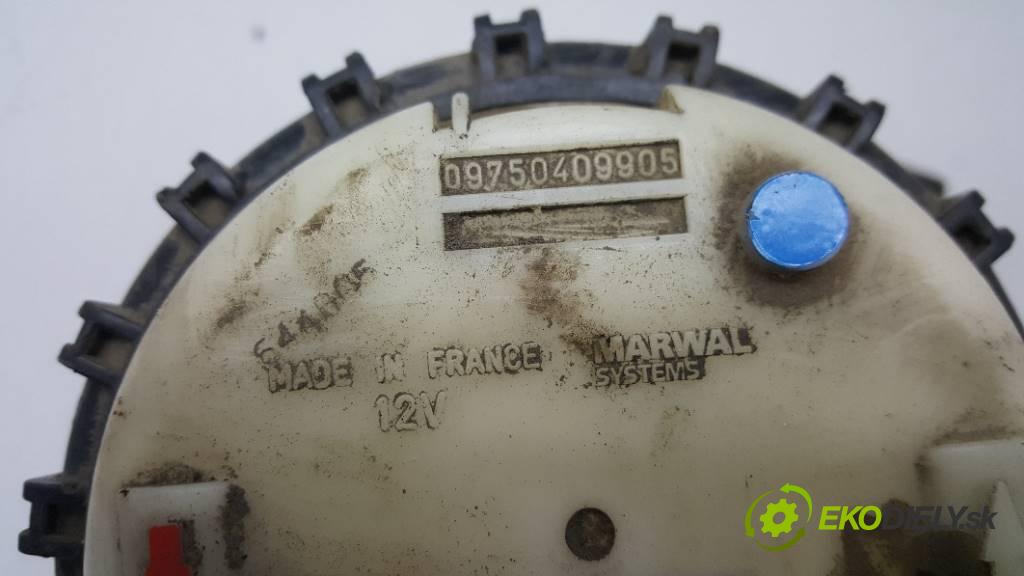 09750409905
MADE IN FRANCE
MARWAL
SYSTEMS
12V
EKODIELY.sk